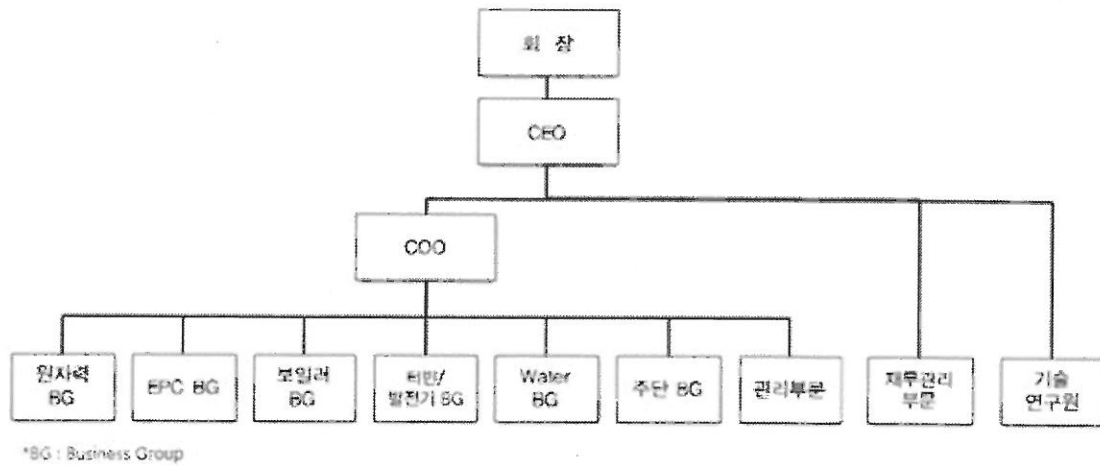 회 장
CEO
COO
원자력
BG
EPC BG
보일러
BG
터빈/
발전기 BG
Water
BG
주단 BG
관리부문
재무관리
부문
기술
연구원
*BG : Business Group